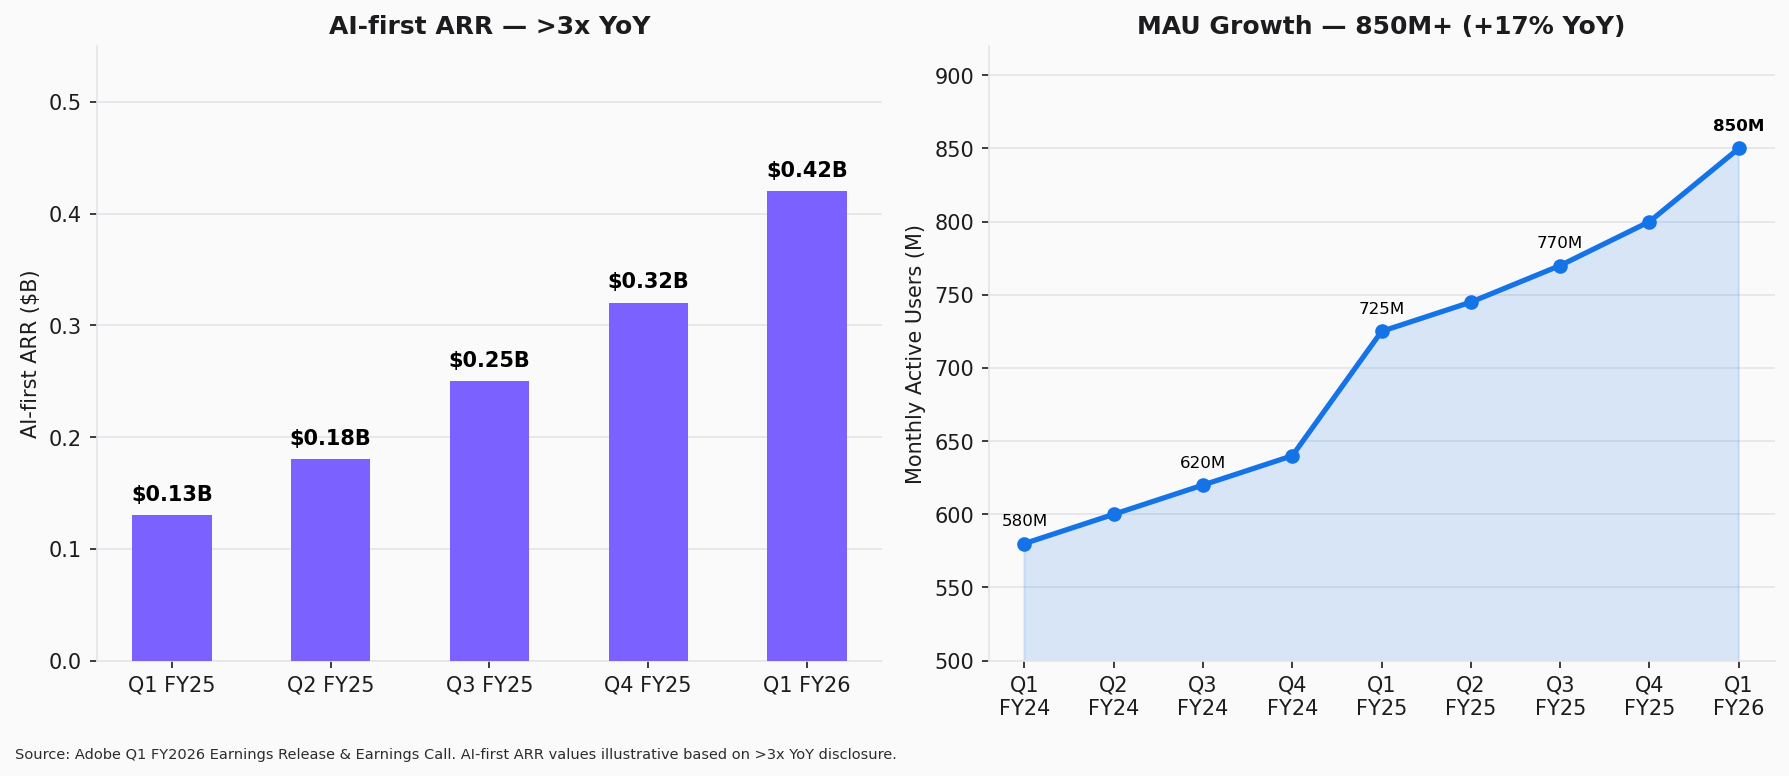 AI-first ARR — >3x YoY
AI-first ARR ($B)
0.5
0.4
0.3
0.2
0.1
0.0
$0.13B
$0.18B
$0.25B
$0.32B
$0.42B
Q1 FY25
Q2 FY25
Q3 FY25
Q4 FY25
Q1 FY26
MAU Growth — 850M+ (+17% YoY)
Monthly Active Users (M)
900
850
800
750
700
650
600
550
500
580M
620M
725M
770M
850M
Q1 FY24
Q2 FY24
Q3 FY24
Q4 FY24
Q1 FY25
Q2 FY25
Q3 FY25
Q4 FY25
Q1 FY26
Source: Adobe Q1 FY2026 Earnings Release & Earnings Call. AI-first ARR values illustrative based on >3x YoY disclosure.